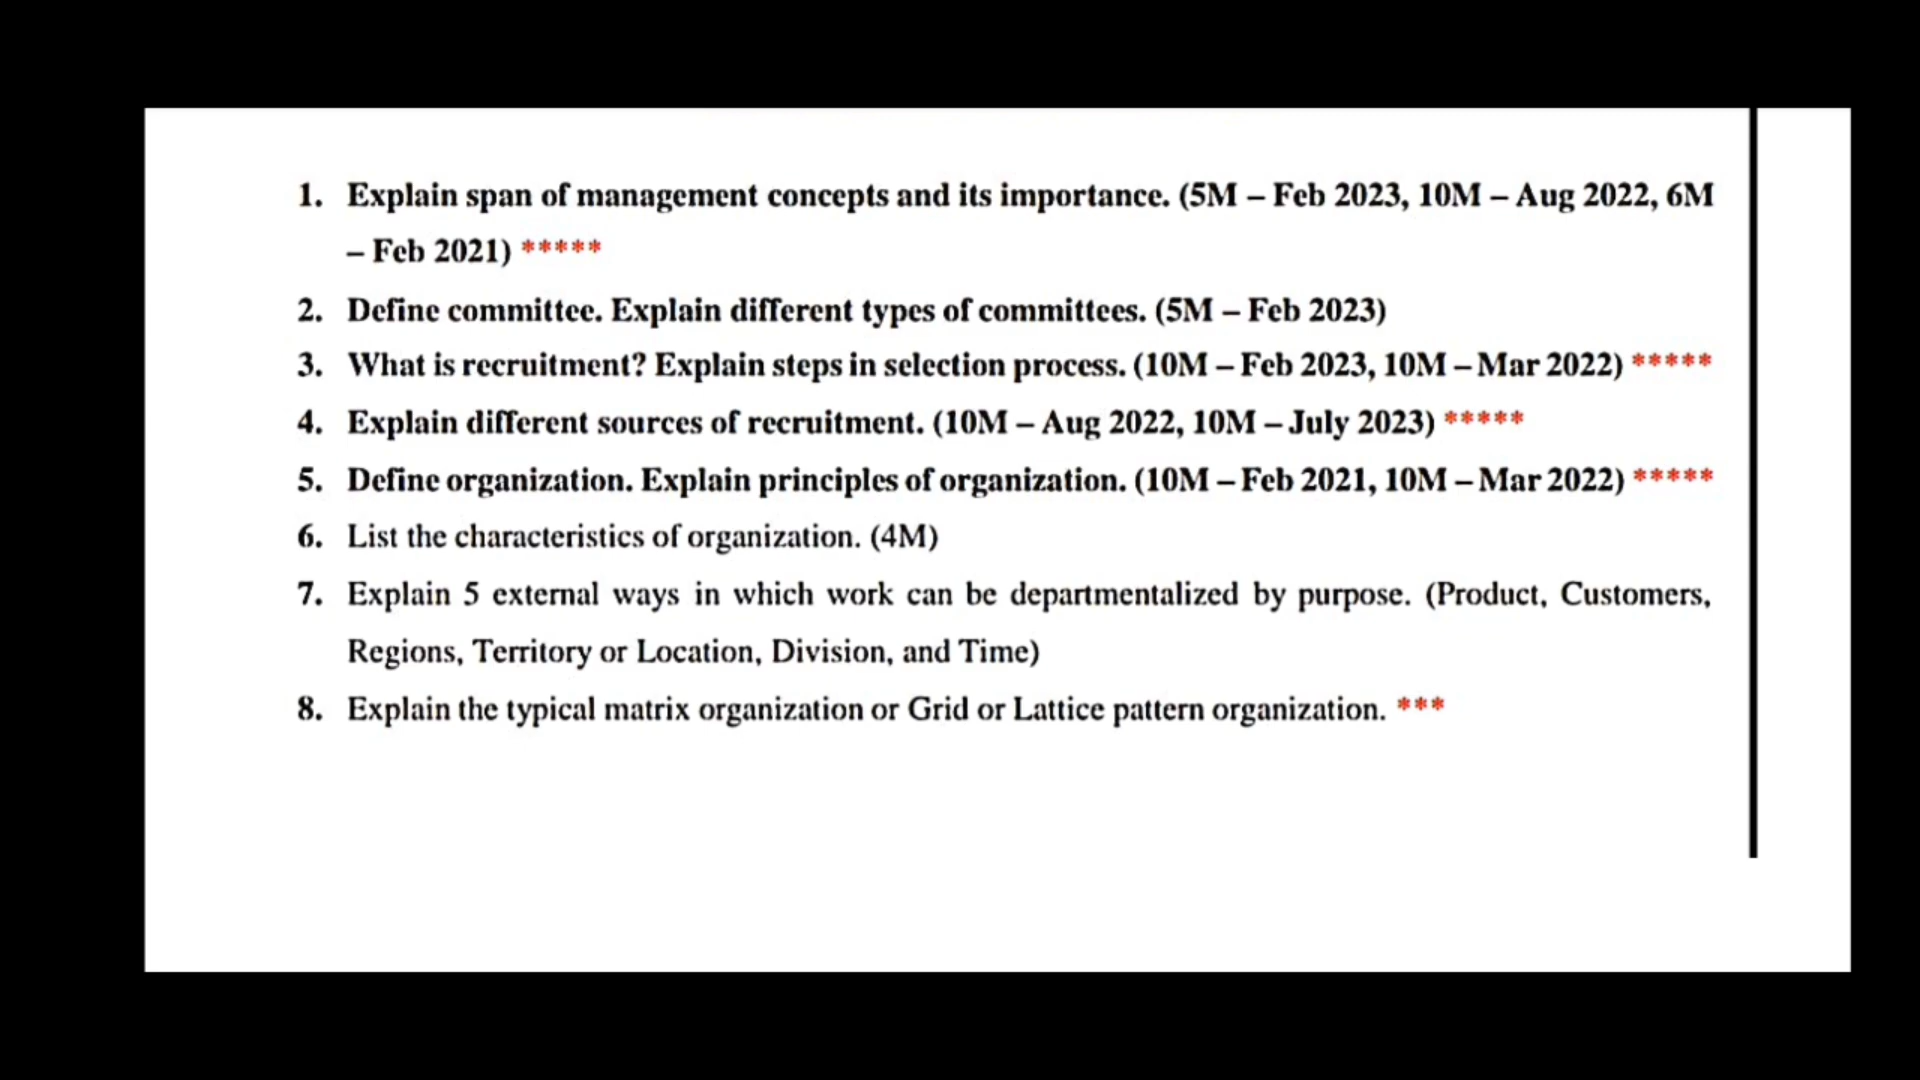 1. Explain span of management concepts and its importance. (5M – Feb 2023, 10M – Aug 2022, 6M
– Feb 2021) *****
2. Define committee. Explain different types of committees. (5M – Feb 2023)
3. What is recruitment? Explain steps in selection process. (10M – Feb 2023, 10M – Mar 2022) *****
4. Explain different sources of recruitment. (10M – Aug 2022, 10M – July 2023) *****
5. Define organization. Explain principles of organization. (10M – Feb 2021, 10M – Mar 2022) *****
6. List the characteristics of organization. (4M)
7. Explain 5 external ways in which work can be departmentalized by purpose. (Product, Customers,
Regions, Territory or Location, Division, and Time)
8. Explain the typical matrix organization or Grid or Lattice pattern organization. ***